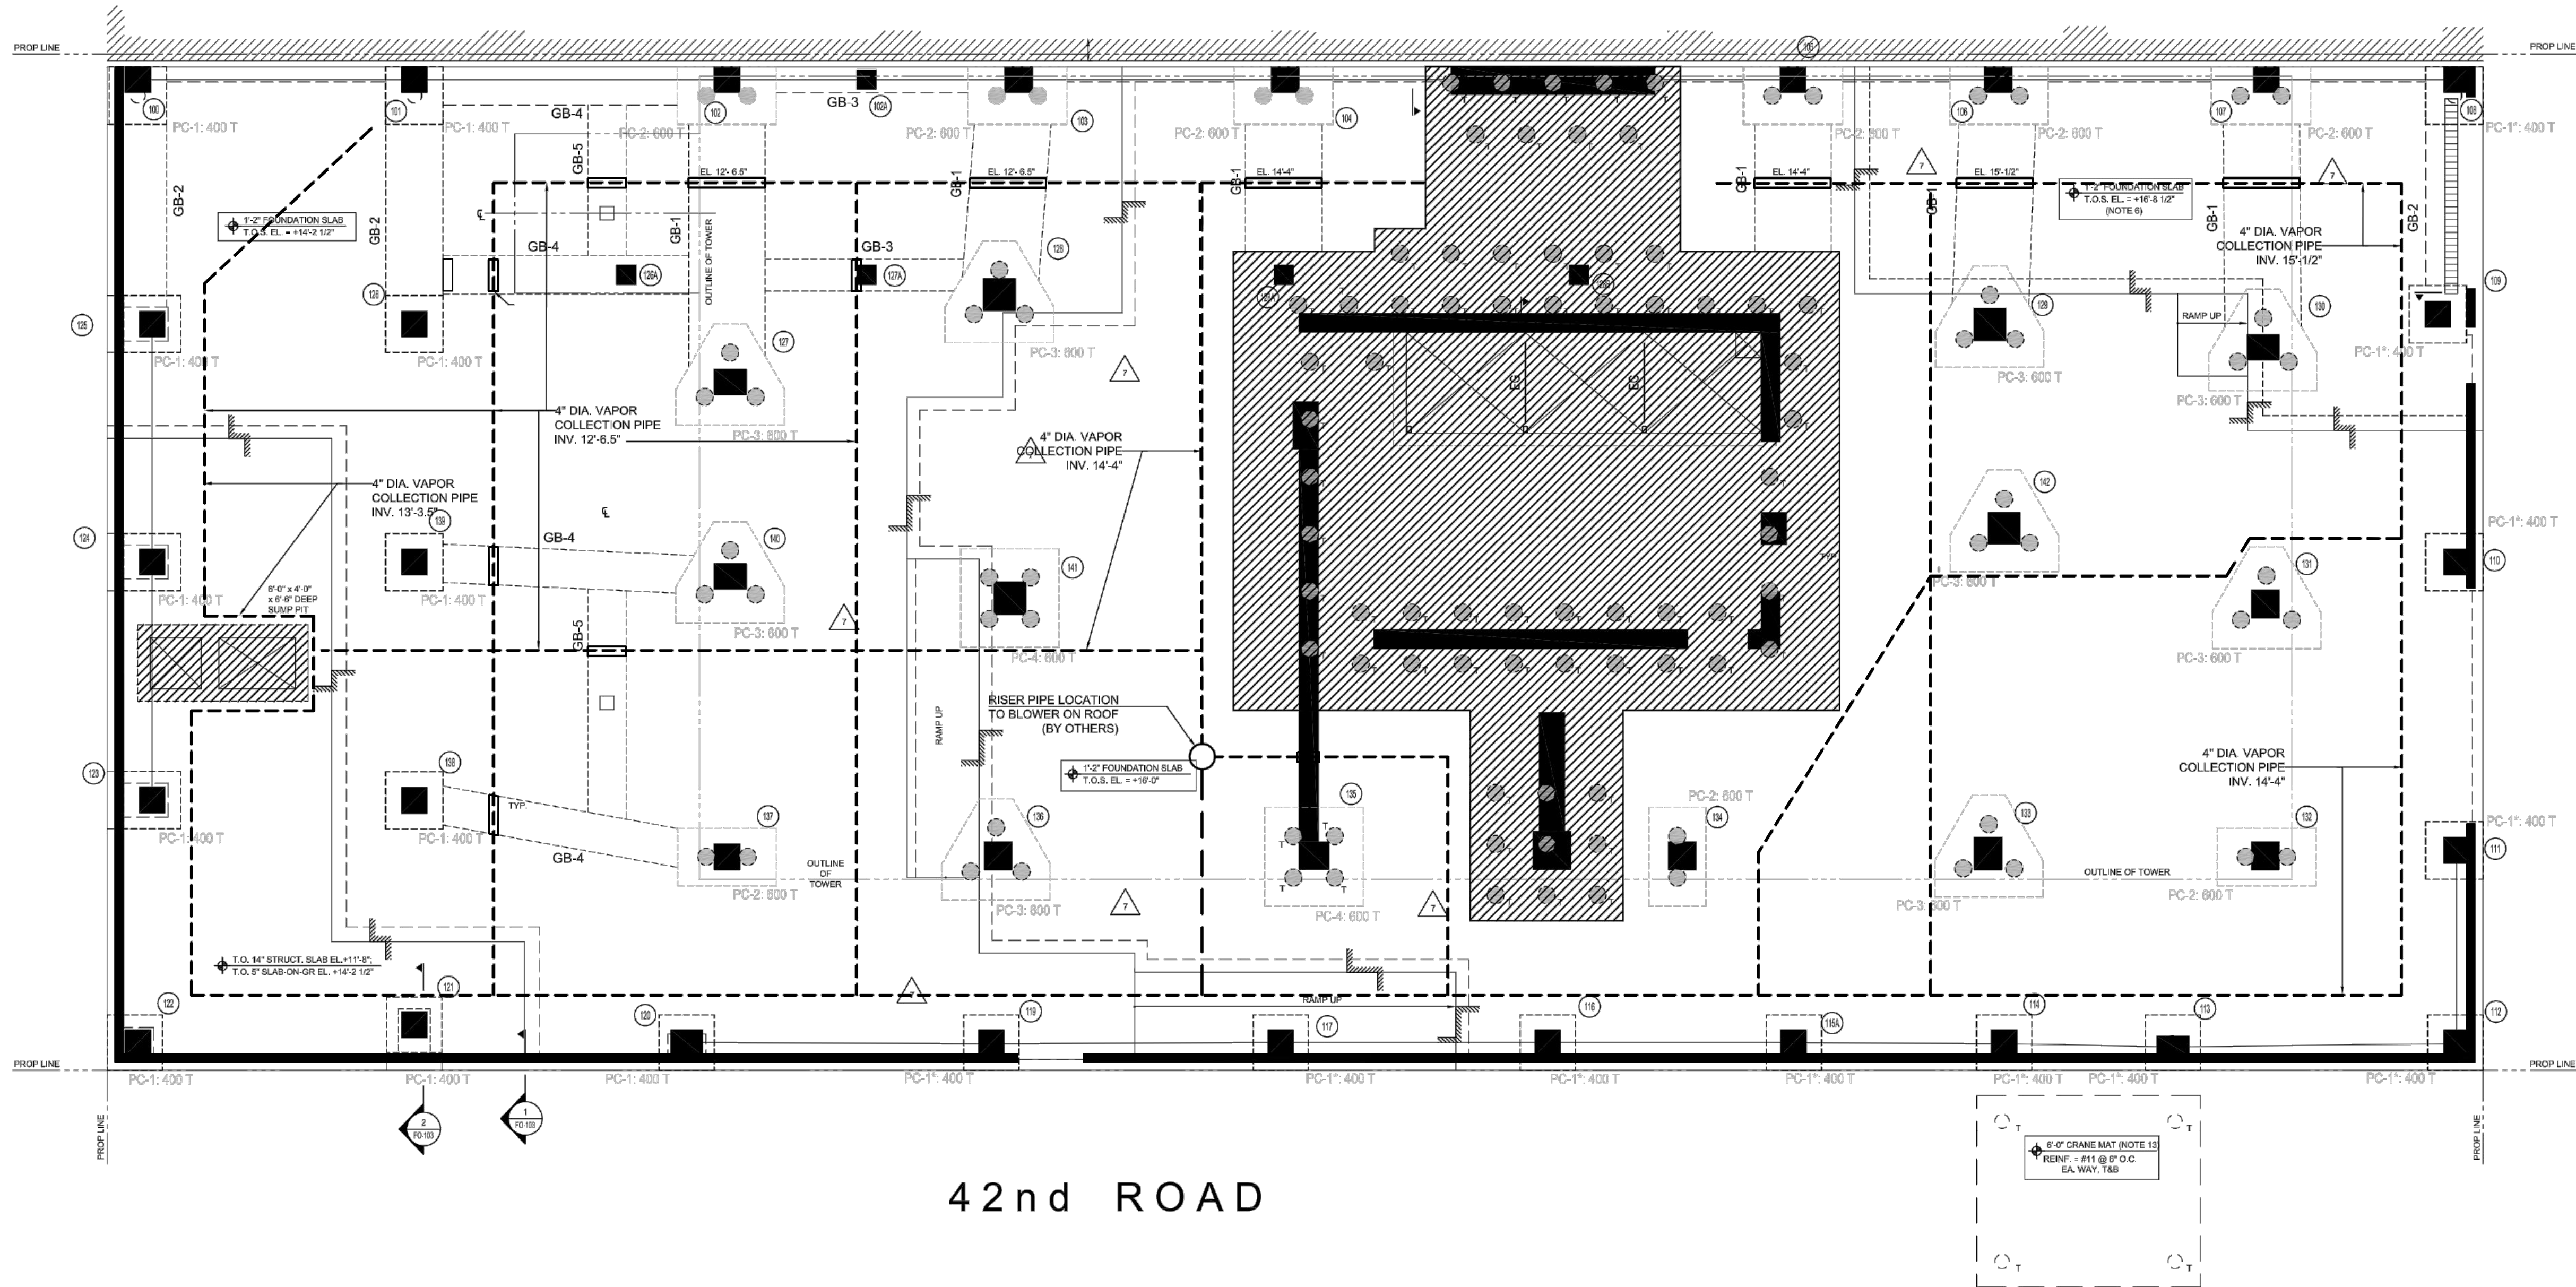 PROP LINE
PROP LINE
105
100
101
102
102A
103
104
106
107
108
GB-3
GB-4
PC-1: 400 T
PC-1: 400 T
PC-2: 600 T
PC-2: 600 T
PC-2: 600 T
PC-2: 600 T
PC-2: 600 T
PC-2: 600 T
PC-1*: 400 T
GB-5
EL. 12'- 6.5"
EL. 12'- 6.5"
EL. 14'-4"
EL. 14'-4"
EL. 15'-1/2"
7
7
GB-2
GB-2
GB-1
GB-1
GB-1
GB-1
GB-1
GB-1
GB-2
1'-2" FOUNDATION SLAB
T.O.S. EL. = +14'-2 1/2"
1'-2" FOUNDATION SLAB
T.O.S. EL. = +16'-8 1/2"
(NOTE 6)
4" DIA. VAPOR
COLLECTION PIPE
INV. 15'-1/2"
GB-4
GB-3
OUTLINE OF TOWER
126A
127A
128
109
125
126
127
129
130
RAMP UP
PC-1: 400 T
PC-1: 400 T
PC-3: 600 T
PC-3: 600 T
PC-3: 600 T
PC-3: 600 T
PC-1*: 400 T
7
EG
EG
4" DIA. VAPOR
COLLECTION PIPE
INV. 12'-6.5"
4" DIA. VAPOR
COLLECTION PIPE
INV. 14'-4"
4" DIA. VAPOR
COLLECTION PIPE
INV. 13'-3.5"
142
PC-1*: 400 T
124
139
GB-4
140
141
TYP.
131
110
6'-0" x 4'-0"
x 6'-6" DEEP
SUMP PIT
PC-1: 400 T
PC-1: 400 T
PC-3: 600 T
PC-3: 600 T
7
GB-5
PC-4: 600 T
PC-3: 600 T
RISER PIPE LOCATION
TO BLOWER ON ROOF
(BY OTHERS)
RAMP UP
1'-2" FOUNDATION SLAB
T.O.S. EL. = +16'-0"
4" DIA. VAPOR
COLLECTION PIPE
INV. 14'-4"
123
138
TYP.
137
136
135
PC-2: 600 T
134
133
132
PC-1*: 400 T
111
PC-1: 400 T
PC-1: 400 T
GB-4
OUTLINE
OF
TOWER
OUTLINE OF TOWER
PC-2: 600 T
PC-3: 600 T
7
PC-4: 600 T
7
PC-3: 600 T
PC-2: 600 T
T.O. 14" STRUCT. SLAB EL.+11'-8";
T.O. 5" SLAB-ON-GR EL. +14'-2 1/2"
7
RAMP UP
122
121
120
119
117
116
115A
114
113
112
PROP LINE
PROP LINE
PC-1: 400 T
PC-1: 400 T
PC-1: 400 T
PC-1*: 400 T
PC-1*: 400 T
PC-1*: 400 T
PC-1*: 400 T
PC-1*: 400 T
PC-1*: 400 T
PC-1*: 400 T
2
FO-103
1
FO-103
PROP LINE
PROP LINE
T
T
6'-0" CRANE MAT (NOTE 13)
REINF. = #11 @ 6" O.C.
EA. WAY, T&B
42nd ROAD
T
T